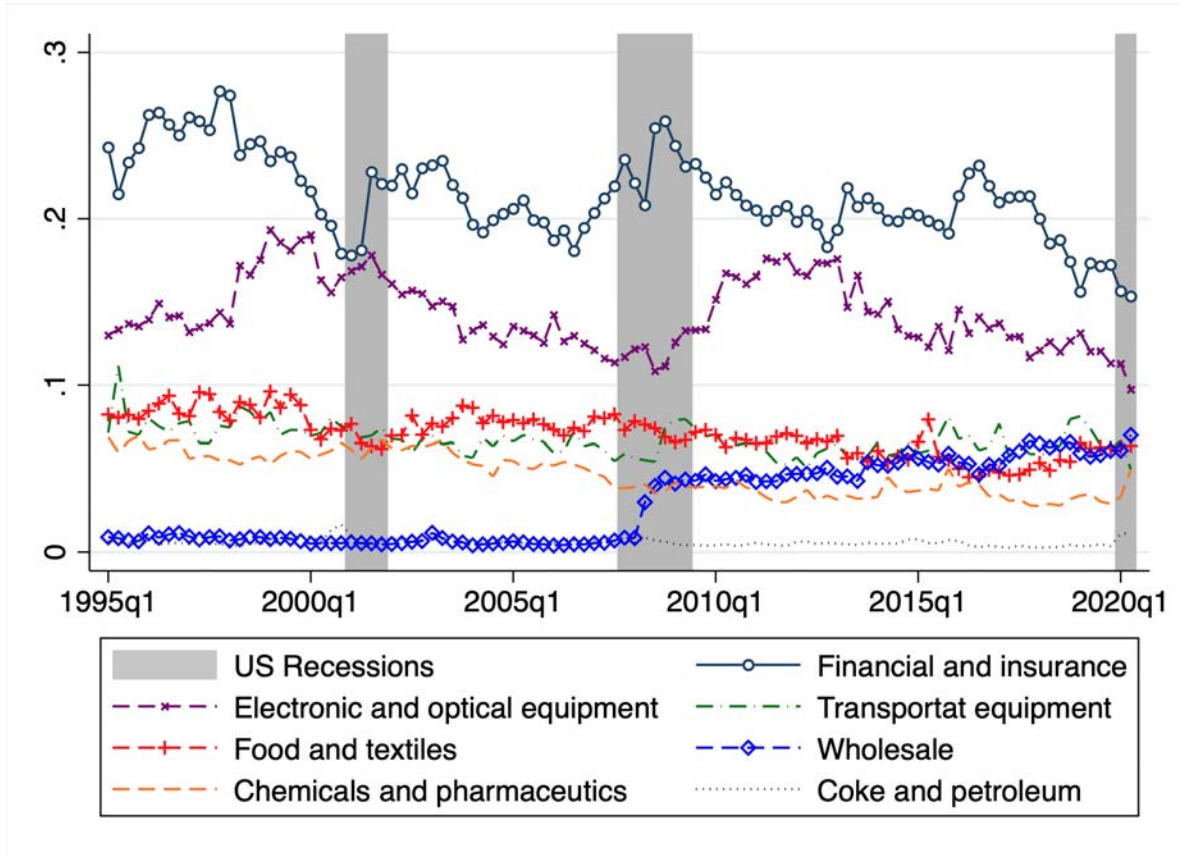 .3
.2
.1
0
1995q1 2000q1 2005q1 2010q1 2015q1 2020q1
US Recessions Financial and insurance
Electronic and optical equipment Transportat equipment
Food and textiles Wholesale
Chemicals and pharmaceutics Coke and petroleum